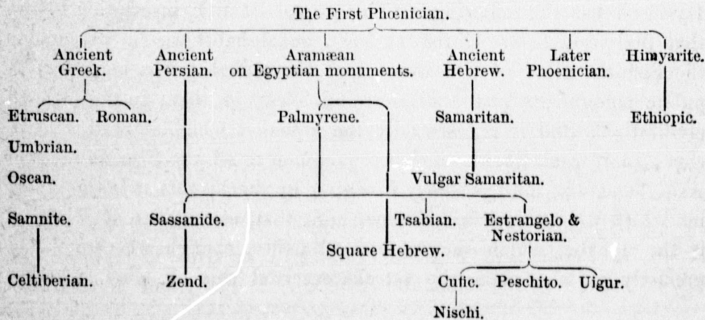 The First Phœnician.
Ancient Greek.
Ancient Persian.
Aramæan on Egyptian monuments.
Ancient Hebrew.
Later Phoenician.
Himyarite.
Etruscan. Roman.
Palmyrene.
Samaritan.
Ethiopic.
Umbrian.
Oscan.
Vulgar Samaritan.
Samnite.
Sassanide.
Tsabian.
Estrangelo & Nestorian.
Square Hebrew.
Celtiberian.
Zend.
Cufic.
Peschito.
Uigur.
Nischi.